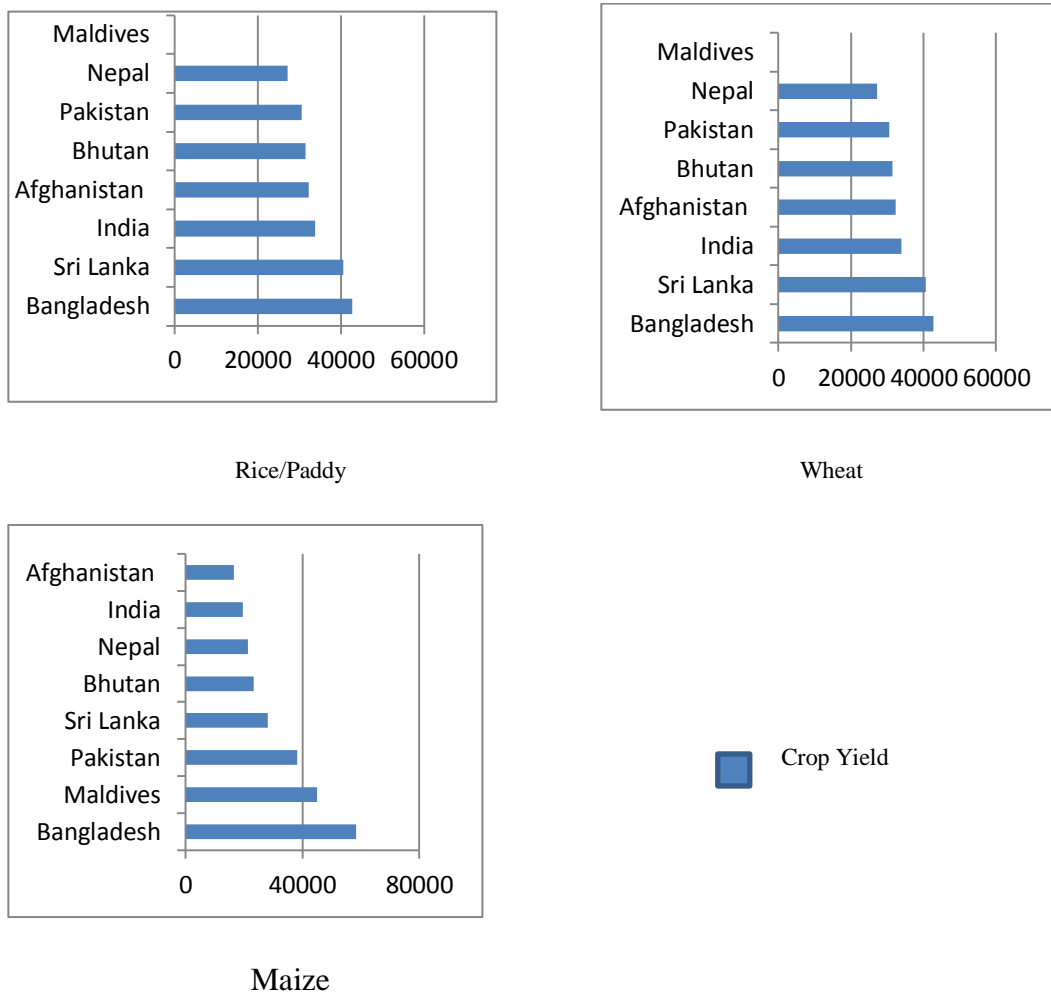 Maldives
Nepal
Pakistan
Bhutan
Afghanistan
India
Sri Lanka
Bangladesh
0 20000 40000 60000
Rice/Paddy
Maldives
Nepal
Pakistan
Bhutan
Afghanistan
India
Sri Lanka
Bangladesh
0 20000 40000 60000
Wheat
Afghanistan
India
Nepal
Bhutan
Sri Lanka
Pakistan
Maldives
Bangladesh
0 40000 80000
Maize
Crop Yield